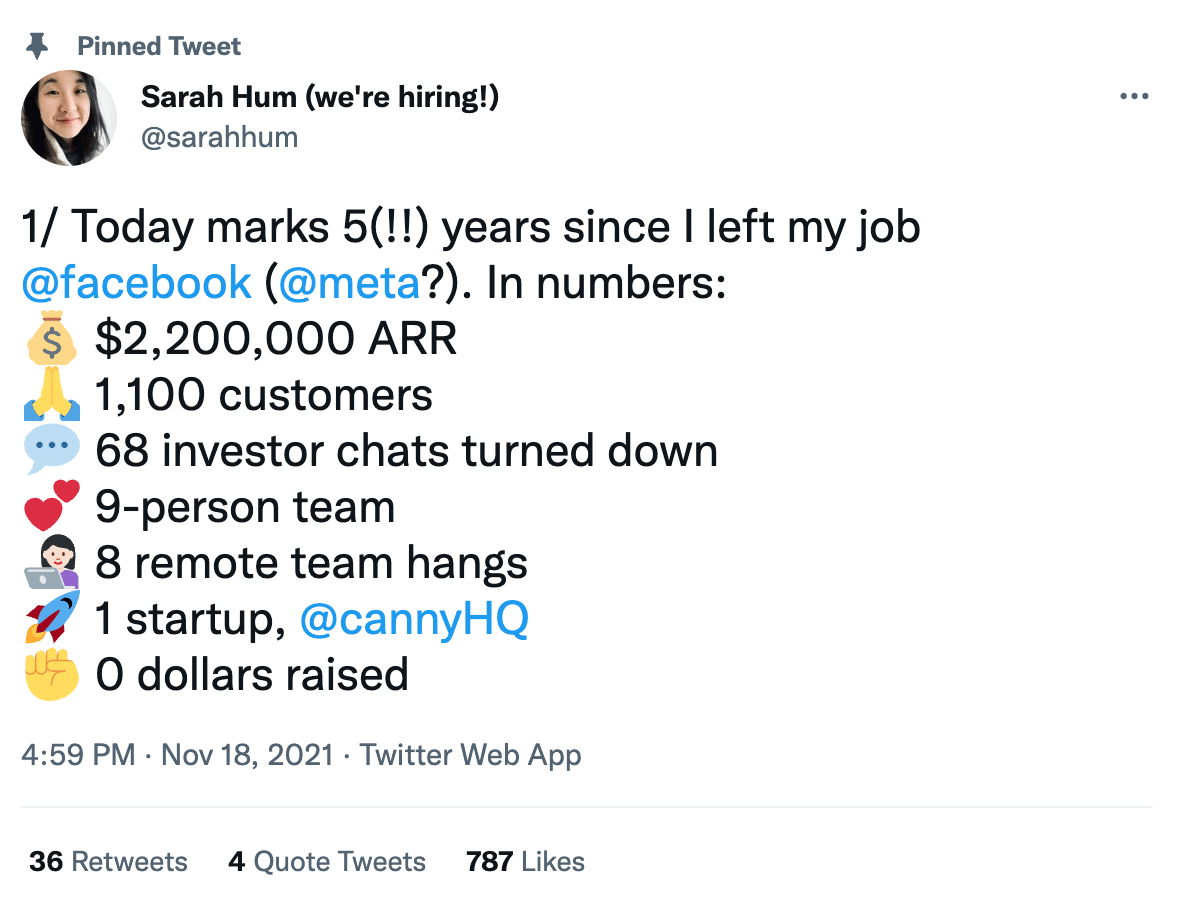 Pinned Tweet
Sarah Hum (we're hiring!)
@sarahhum
1/ Today marks 5(!!) years since I left my job
@facebook (@meta?). In numbers:
💰 $2,200,000 ARR
🙏 1,100 customers
💬 68 investor chats turned down
💕 9-person team
👩🏻‍💻 8 remote team hangs
🚀 1 startup, @cannyHQ
✊ 0 dollars raised
4:59 PM · Nov 18, 2021 · Twitter Web App
36 Retweets 4 Quote Tweets 787 Likes